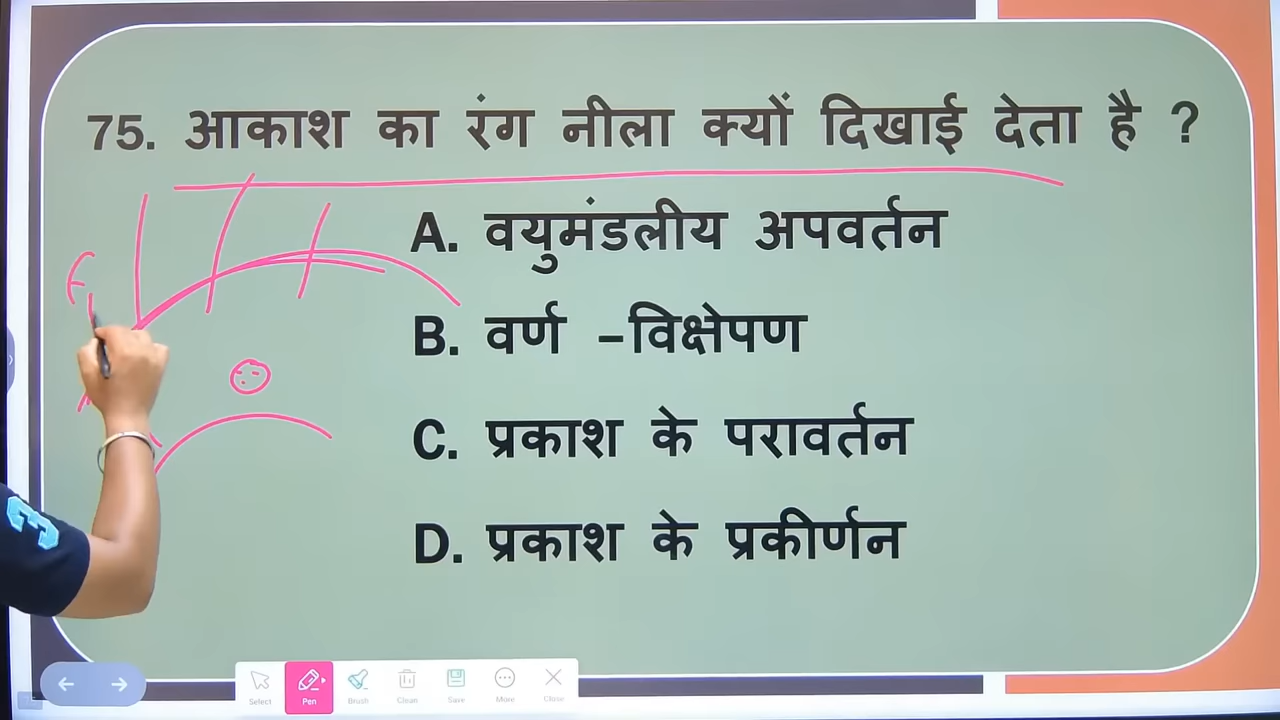 75. आकाश का रंग नीला क्यों दिखाई देता है ?
A. वयुमंडलीय अपवर्तन
B. वर्ण -विक्षेपण
C. प्रकाश के परावर्तन
D. प्रकाश के प्रकीर्णन
3
Select Pen Brush Clean Save More Close